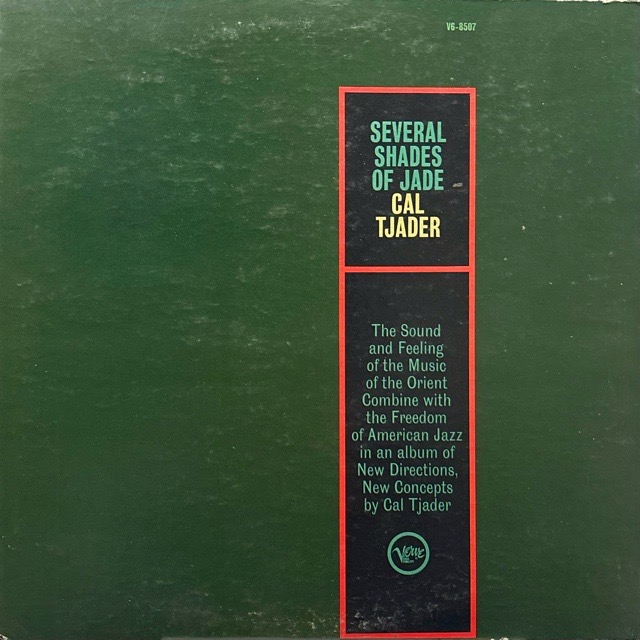 V6-8507
SEVERAL
SHADES
OF JADE
CAL
TJADER
The Sound
and Feeling
of the Music
of the Orient
Combine with
the Freedom
of American Jazz
in an album of
New Directions,
New Concepts
by Cal Tjader
Verve